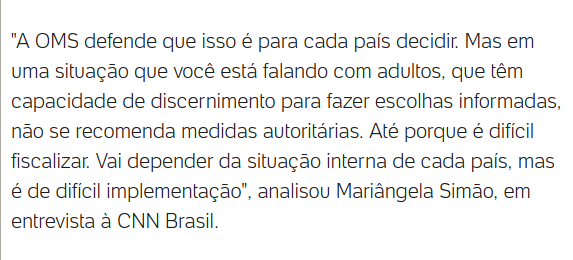 "A OMS defende que isso é para cada país decidir. Mas em
uma situação que você está falando com adultos, que têm
capacidade de discernimento para fazer escolhas informadas,
não se recomenda medidas autoritárias. Até porque é difícil
fiscalizar. Vai depender da situação interna de cada país, mas
é de difícil implementação", analisou Mariângela Simão, em
entrevista à CNN Brasil.